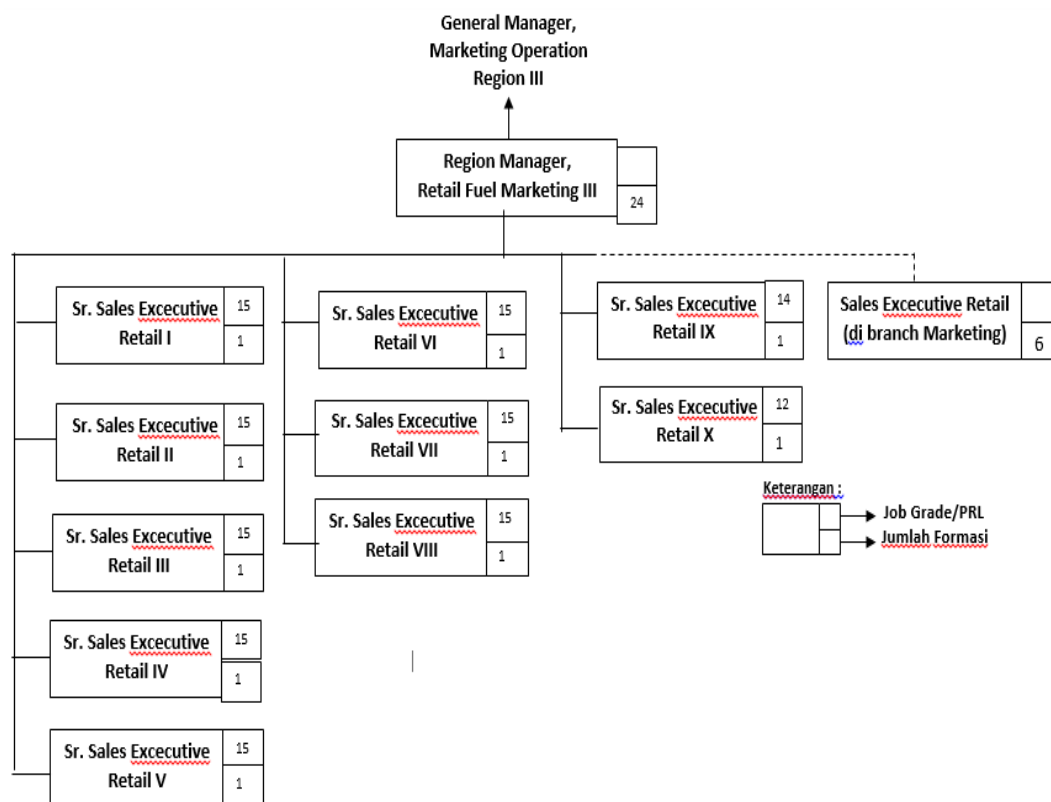 General Manager,
Marketing Operation
Region III
Region Manager,
Retail Fuel Marketing III
24
Sr. Sales Excecutive
Retail I
15
1
Sr. Sales Excecutive
Retail II
15
1
Sr. Sales Excecutive
Retail III
15
1
Sr. Sales Excecutive
Retail IV
15
1
Sr. Sales Excecutive
Retail V
15
1
Sr. Sales Excecutive
Retail VI
15
1
Sr. Sales Excecutive
Retail VII
15
1
Sr. Sales Excecutive
Retail VIII
15
1
Sr. Sales Excecutive
Retail IX
14
1
Sr. Sales Excecutive
Retail X
12
1
Sales Excecutive Retail
(di branch Marketing)
6
Keterangan :
Job Grade/PRL
Jumlah Formasi